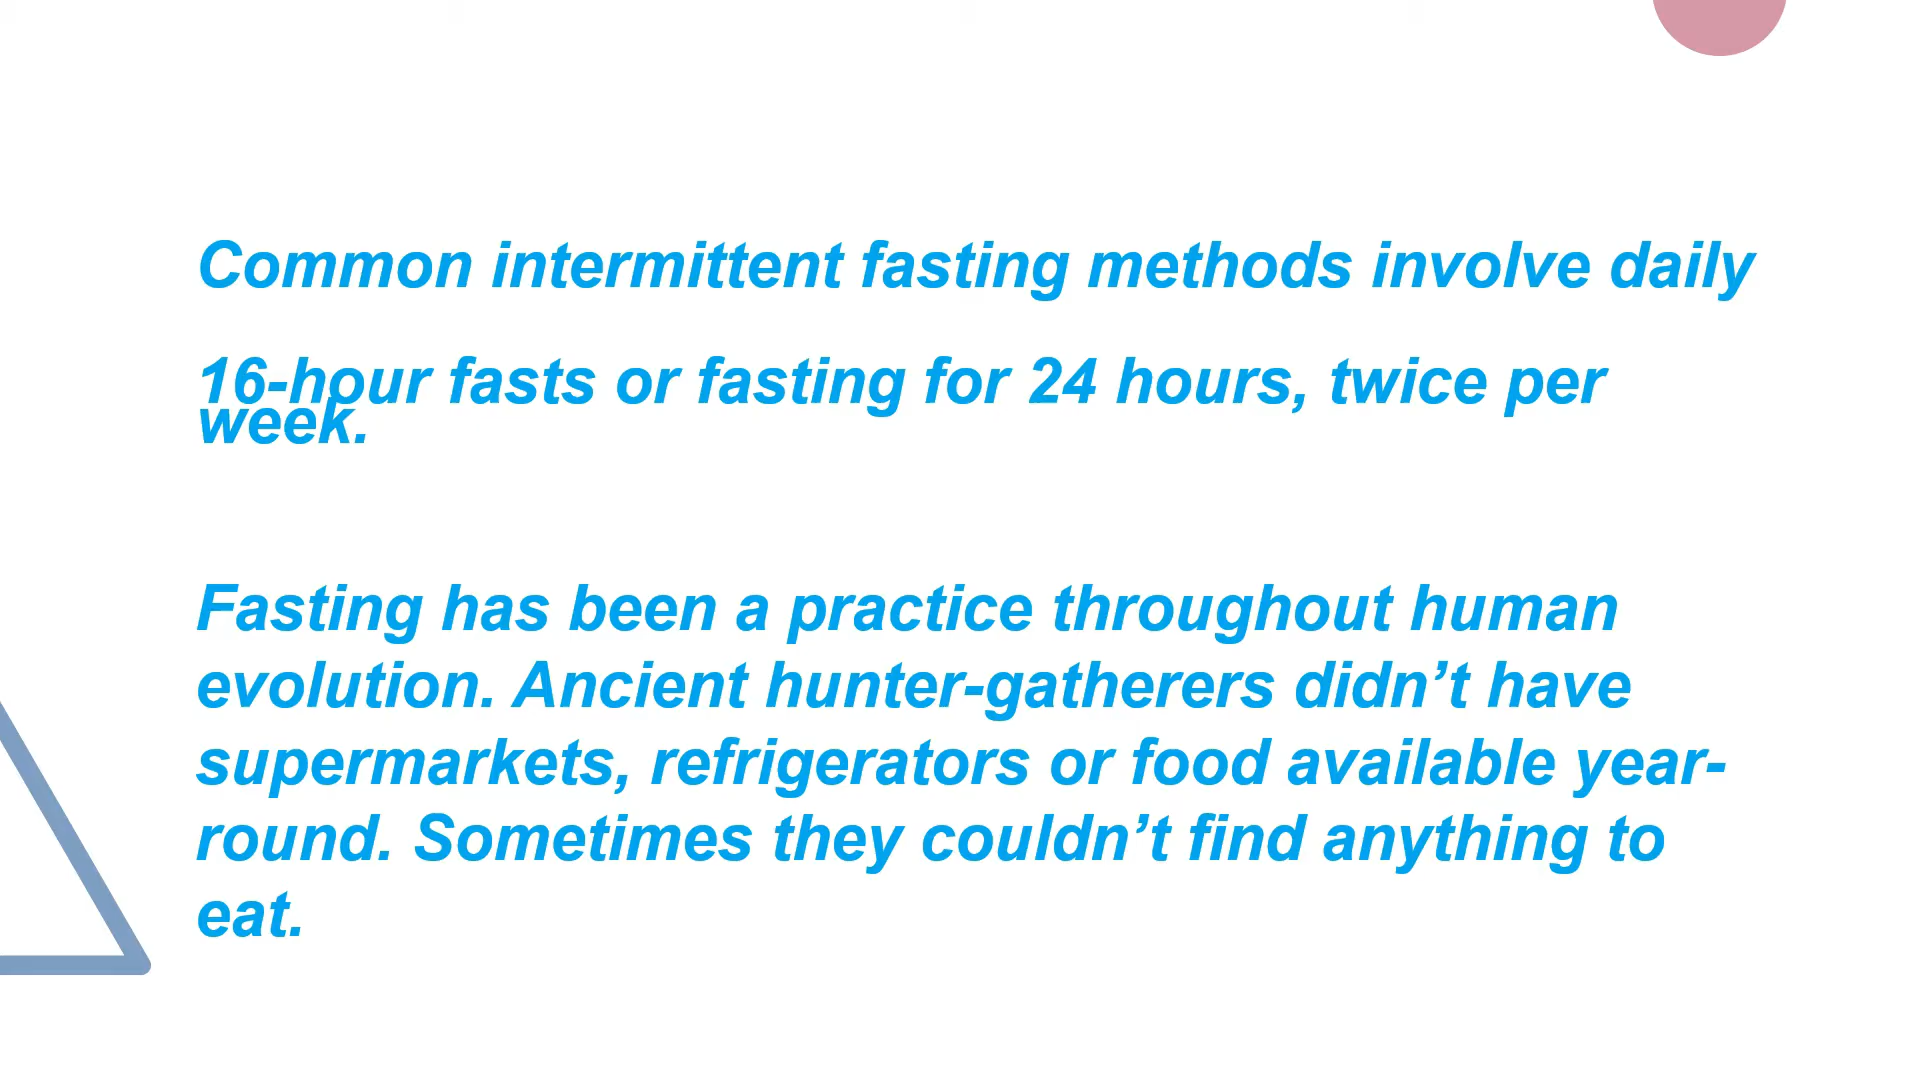 Common intermittent fasting methods involve daily
16-hour fasts or fasting for 24 hours, twice per
week.
Fasting has been a practice throughout human
evolution. Ancient hunter-gatherers didn’t have
supermarkets, refrigerators or food available year-
round. Sometimes they couldn’t find anything to
eat.